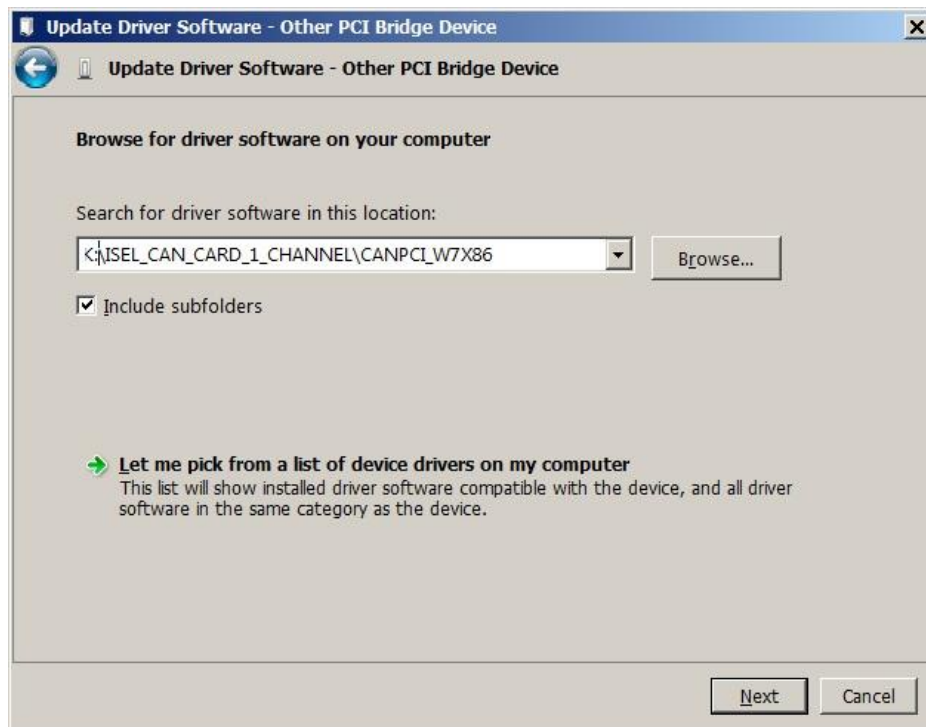 Update Driver Software - Other PCI Bridge Device
Update Driver Software - Other PCI Bridge Device
Browse for driver software on your computer
Search for driver software in this location:
K:\ISEL_CAN_CARD_1_CHANNEL\CANPCI_W7X86
Browse...
Include subfolders
Let me pick from a list of device drivers on my computer
This list will show installed driver software compatible with the device, and all driver
software in the same category as the device.
Next
Cancel